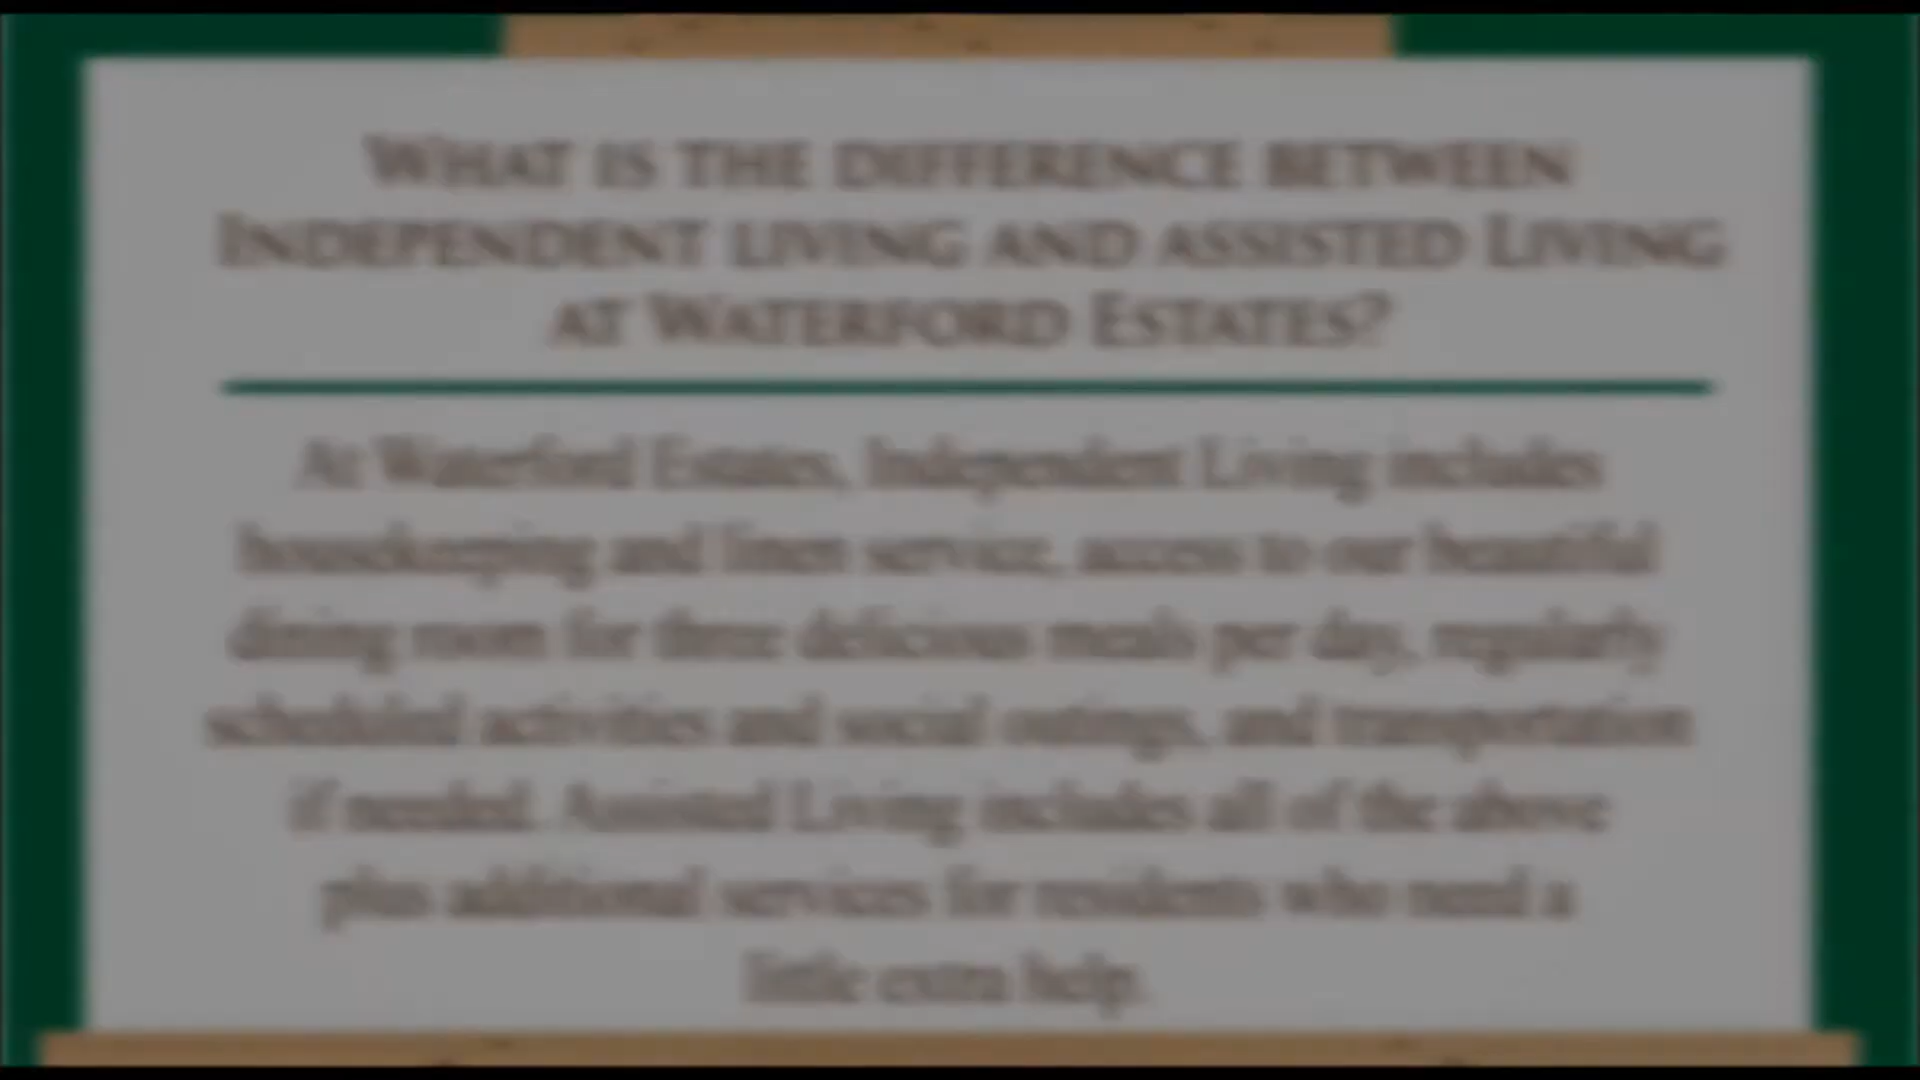 What is the difference between
Independent living and assisted Living
at Waterford Estates?
At Waterford Estates, Independent Living includes
housekeeping and linen service, access to our beautiful
dining room for three delicious meals per day, regularly
scheduled activities and social outings, and transportation
if needed. Assisted Living includes all of the above
plus additional services for residents who need a
little extra help.